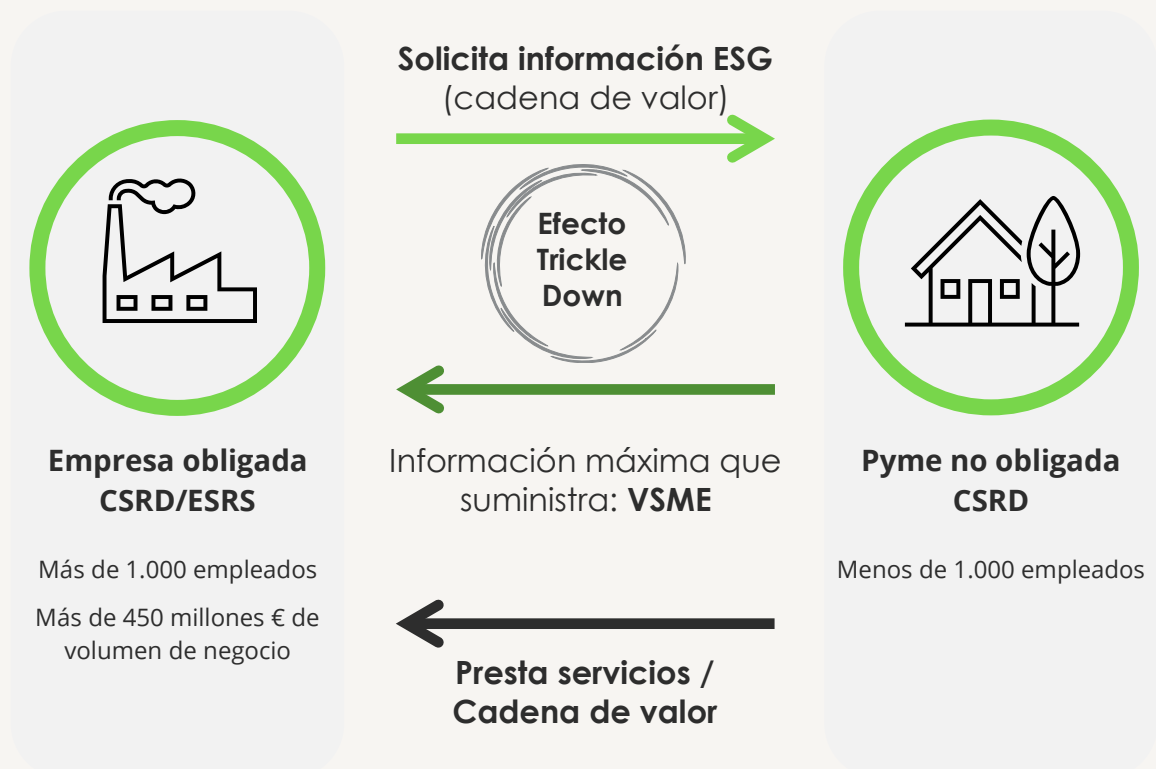 Solicita información ESG
(cadena de valor)
Efecto
Trickle
Down
Empresa obligada
CSRD/ESRS
Más de 1.000 empleados
Más de 450 millones € de
volumen de negocio
Información máxima que
suministra: VSME
Presta servicios /
Cadena de valor
Pyme no obligada
CSRD
Menos de 1.000 empleados